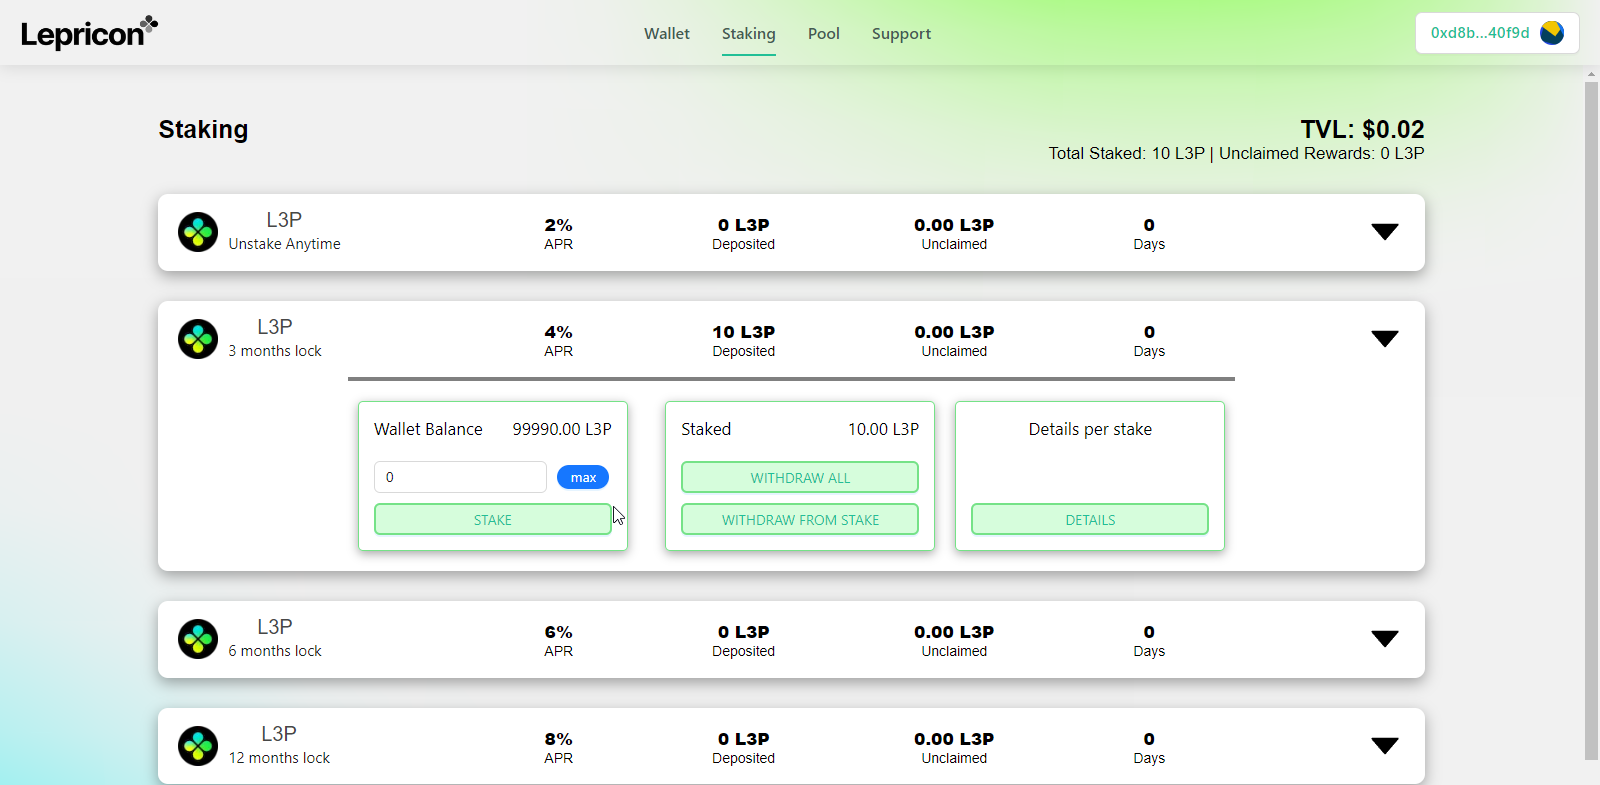 Lepricon
Wallet Staking Pool Support
0xd8b...40f9d
Staking
TVL: $0.02
Total Staked: 10 L3P | Unclaimed Rewards: 0 L3P
L3P
Unstake Anytime
2%
APR
0 L3P
Deposited
0.00 L3P
Unclaimed
0
Days
L3P
3 months lock
4%
APR
10 L3P
Deposited
0.00 L3P
Unclaimed
0
Days
Wallet Balance 99990.00 L3P
0 max
STAKE
Staked 10.00 L3P
WITHDRAW ALL
WITHDRAW FROM STAKE
Details per stake
DETAILS
L3P
6 months lock
6%
APR
0 L3P
Deposited
0.00 L3P
Unclaimed
0
Days
L3P
12 months lock
8%
APR
0 L3P
Deposited
0.00 L3P
Unclaimed
0
Days